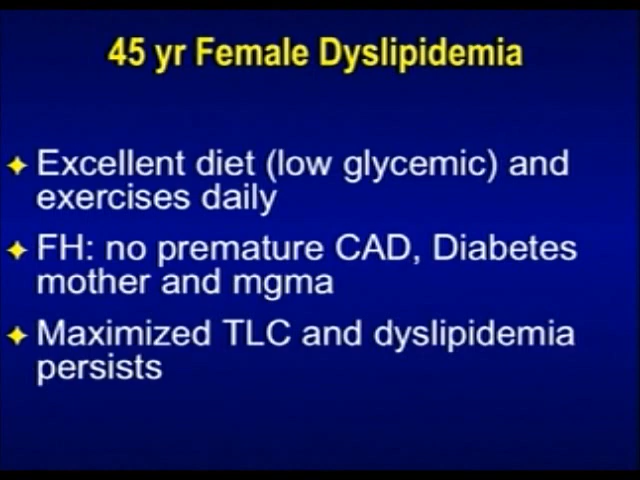 45 yr Female Dyslipidemia
Excellent diet (low glycemic) and
exercises daily
FH: no premature CAD, Diabetes
mother and mgma
Maximized TLC and dyslipidemia
persists